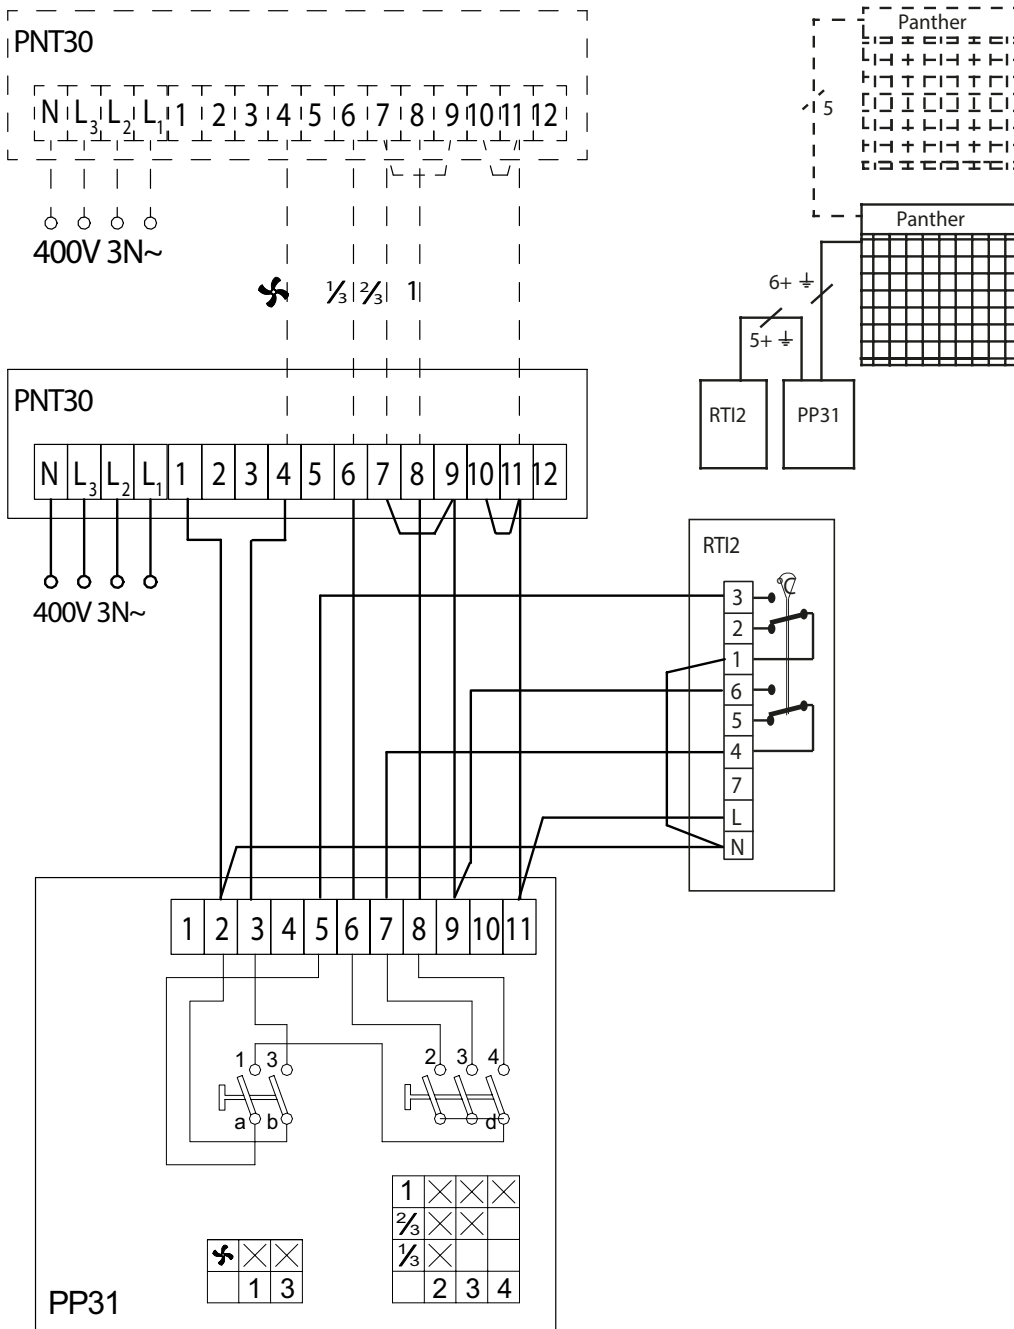 PNT30
N L3 L2 L1 1 2 3 4 5 6 7 8 9 10 11 12
400V 3N~
⅓ ⅔ 1
Panther
5
Panther
6+ ⏚
5+ ⏚
RTI2 PP31
PNT30
N L3 L2 L1 1 2 3 4 5 6 7 8 9 10 11 12
400V 3N~
RTI2
3
2
1
6
5
4
7
L
N
1 2 3 4 5 6 7 8 9 10 11
1 3
a b
2 3 4
d
1
⅔
⅓
2 3 4
1 3
PP31